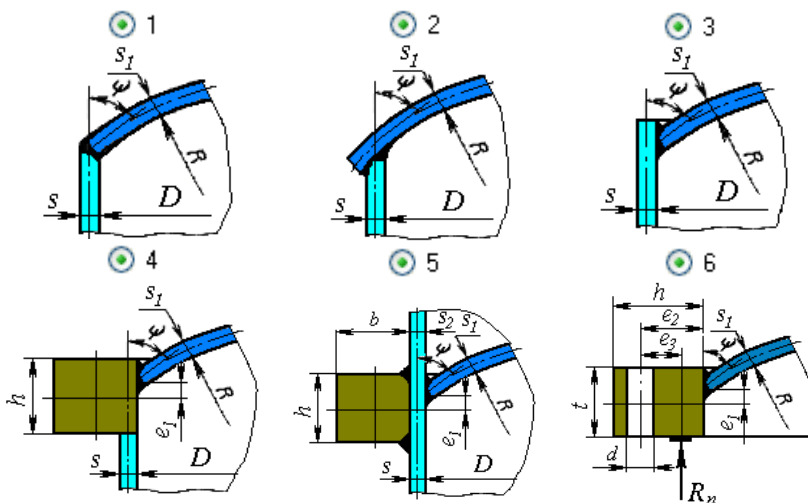 1
2
3
s1 ψ R s D
s1 ψ R s D
s1 ψ R s D
4
5
6
s1 ψ R h e1 s D
b s2 s1 ψ R h e1 s D
h e2 e3 s1 ψ R t e1 d Rn